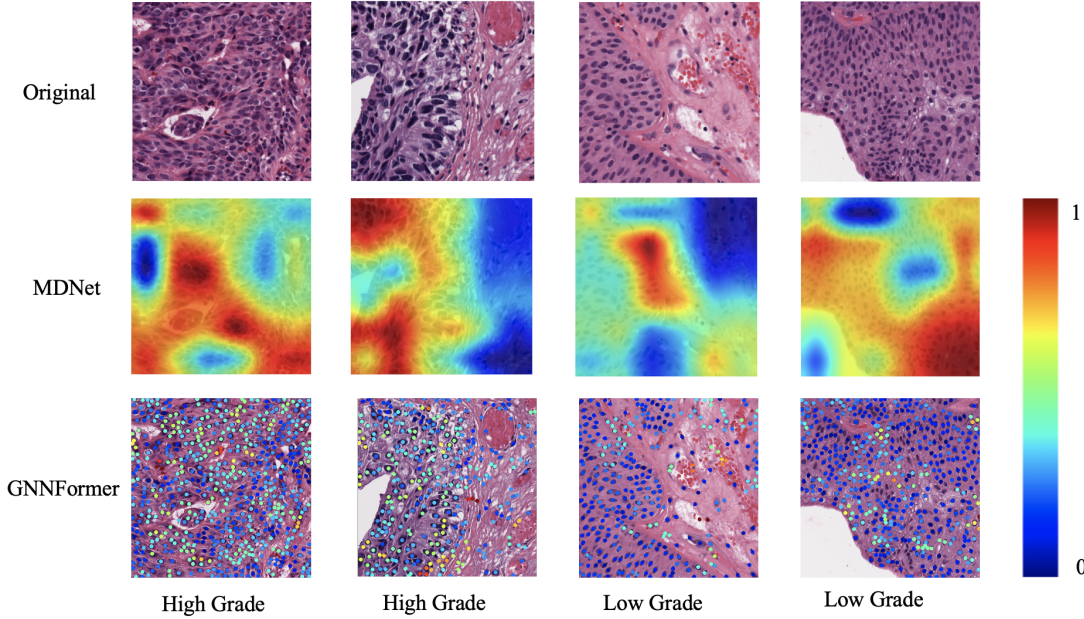 Original
MDNet
1
GNNFormer
0
High Grade
High Grade
Low Grade
Low Grade